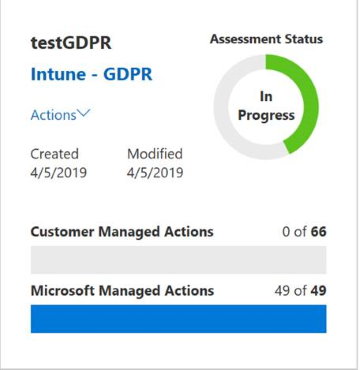 testGDPR
Assessment Status
Intune - GDPR
In
Progress
Actions
Created Modified
4/5/2019 4/5/2019
Customer Managed Actions 0 of 66
Microsoft Managed Actions 49 of 49